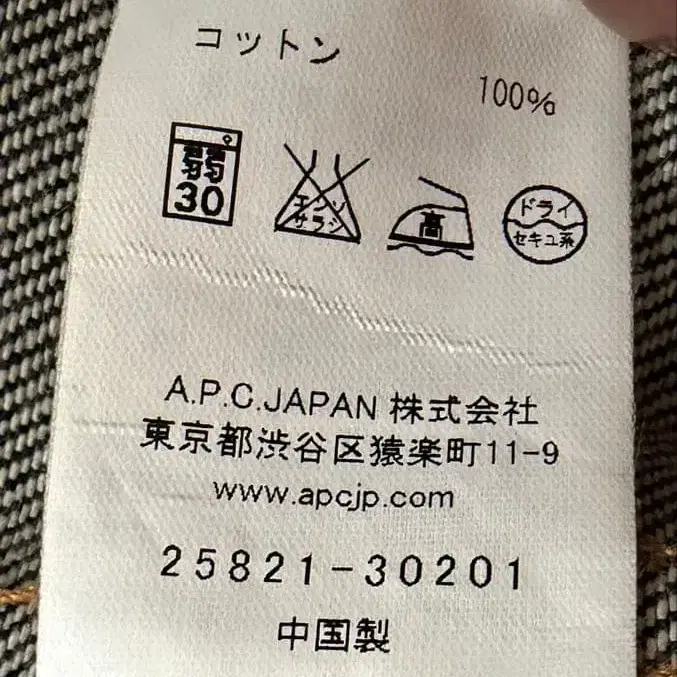 コットン
100%
弱
30
エンソ
サラシ
高
ドライ
セキユ系
A.P.C.JAPAN 株式会社
東京都渋谷区猿楽町11-9
www.apcjp.com
25821-30201
中国製